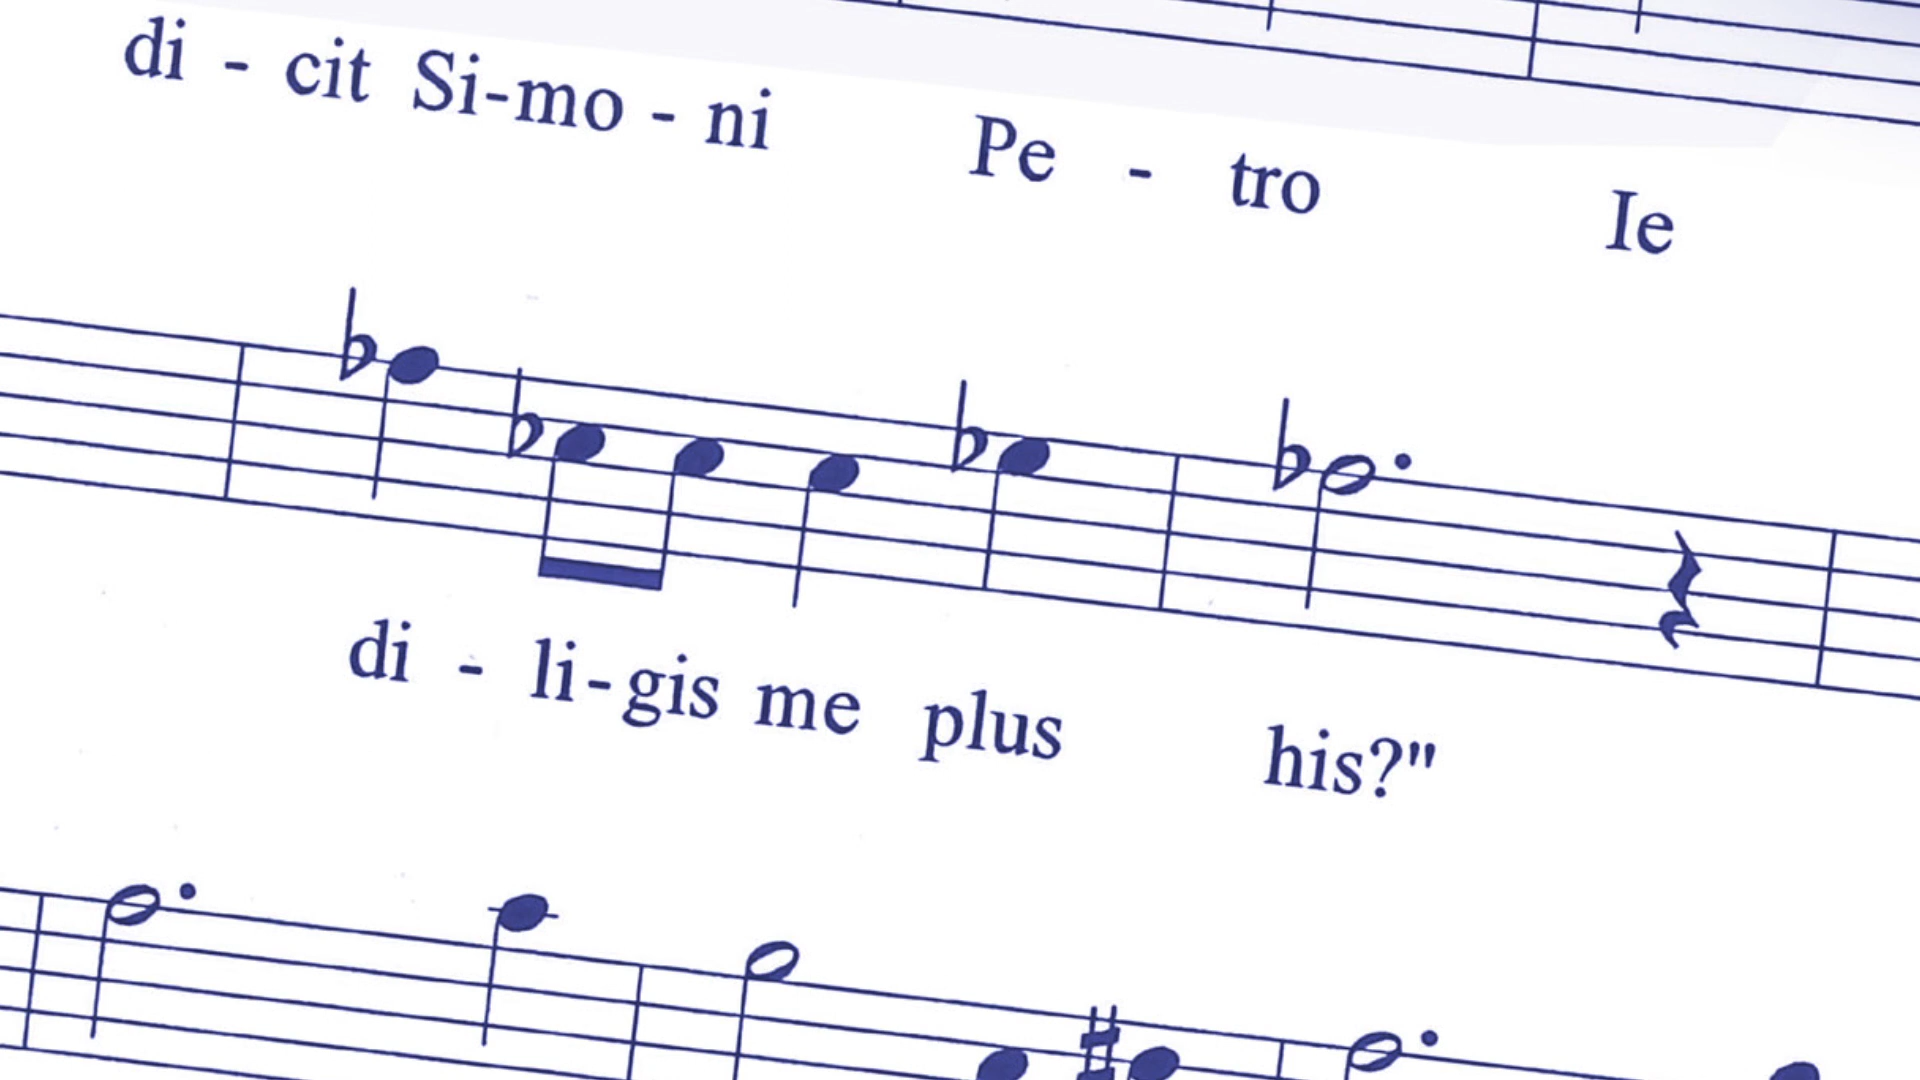 di - cit Si-mo - ni Pe - tro Ie
di - li-gis me plus his?"